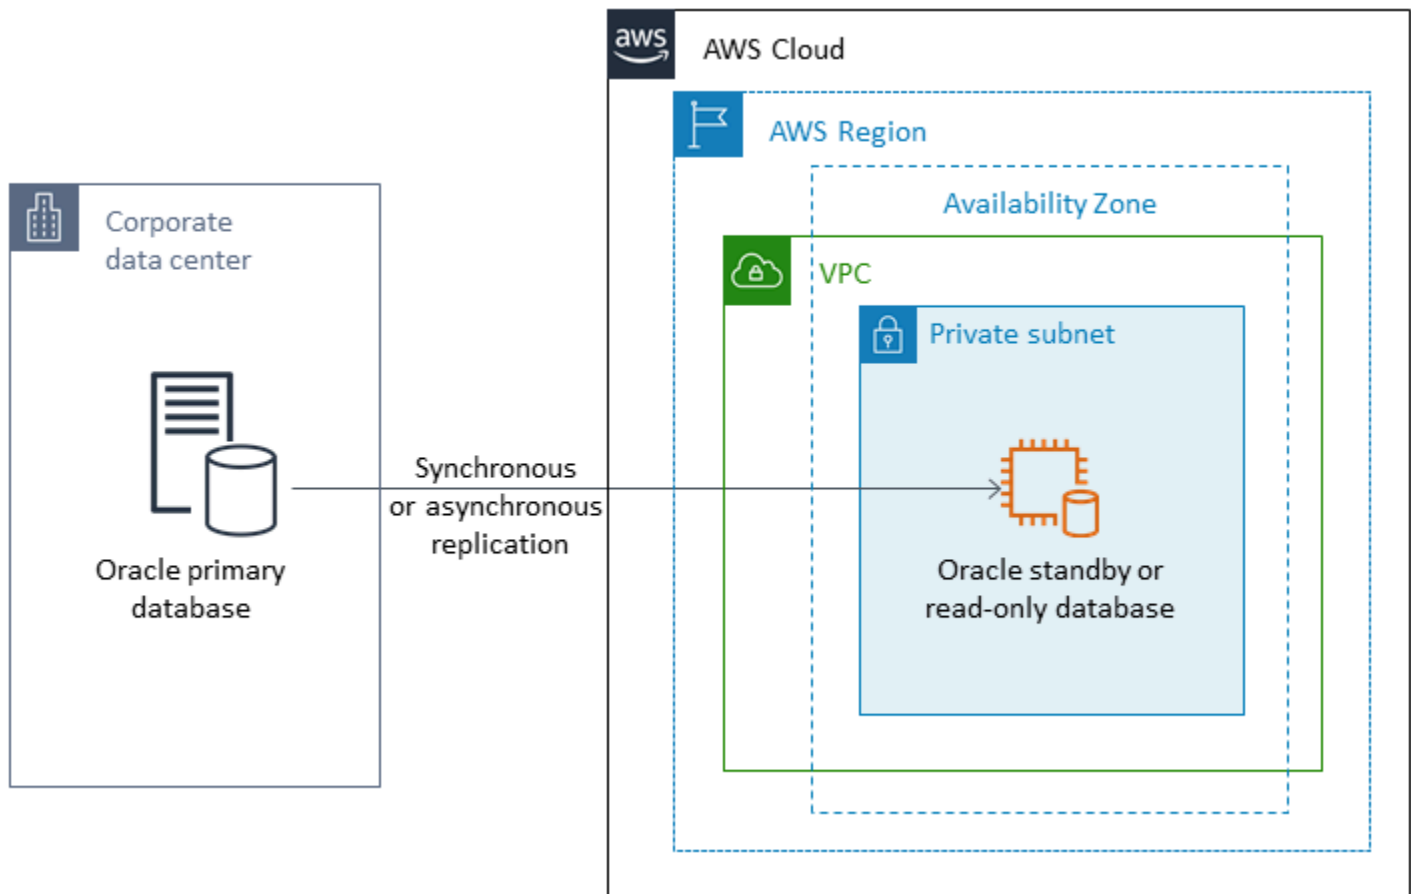 aws
AWS Cloud
AWS Region
Availability Zone
Corporate
data center
VPC
Private subnet
Synchronous
or asynchronous
replication
Oracle primary
database
Oracle standby or
read-only database